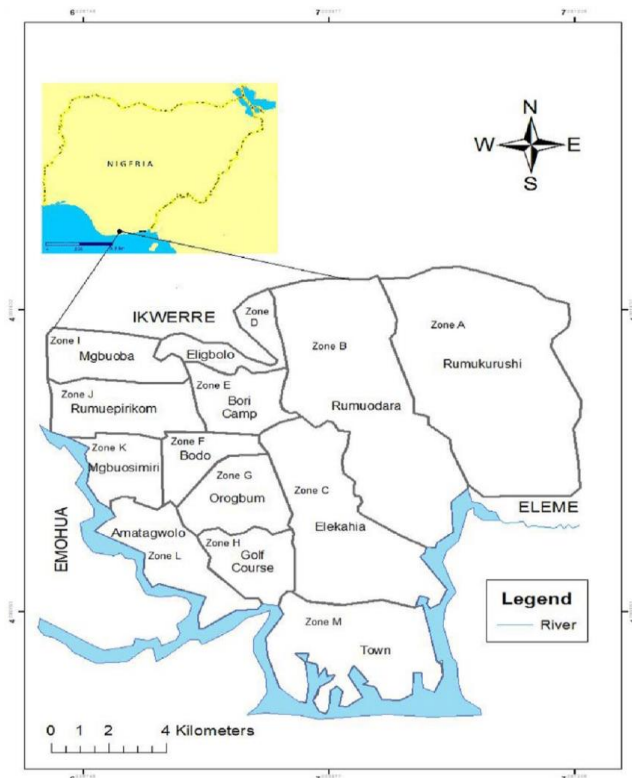 NIGERIA
N
W E
S
IKWERRE
Zone D
Zone A
Rumukurushi
Zone B
Rumuodara
Zone I
Mgbuoba
Eligbolo
Zone E
Bori Camp
Zone J
Rumuepirikom
Zone F
Bodo
Zone K
Mgbuosimiri
Zone G
Orogbum
Zone C
Elekahia
ELEME
Amatagwolo
Zone L
Zone H
Golf Course
EMOHUA
Zone M
Town
Legend
River
0 1 2 4 Kilometers